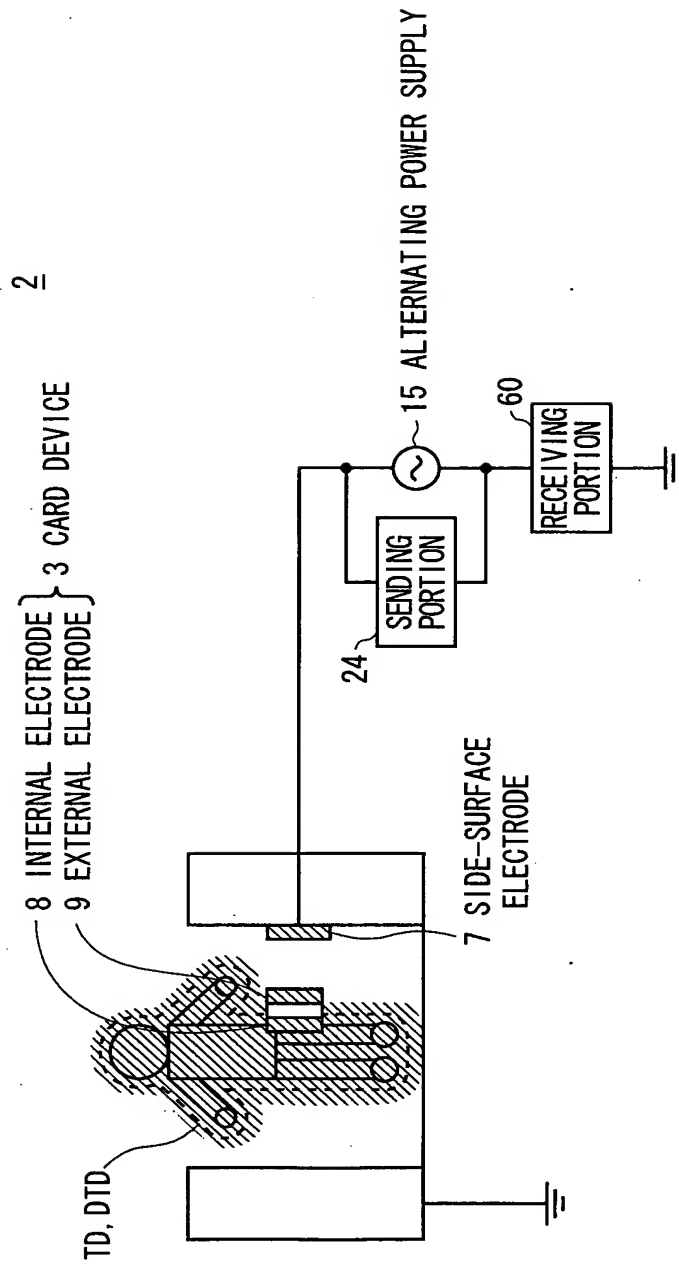 2
8 INTERNAL ELECTRODE
9 EXTERNAL ELECTRODE
3 CARD DEVICE
TD, DTD
7 SIDE-SURFACE
ELECTRODE
24
SENDING
PORTION
15 ALTERNATING POWER SUPPLY
60
RECEIVING
PORTION